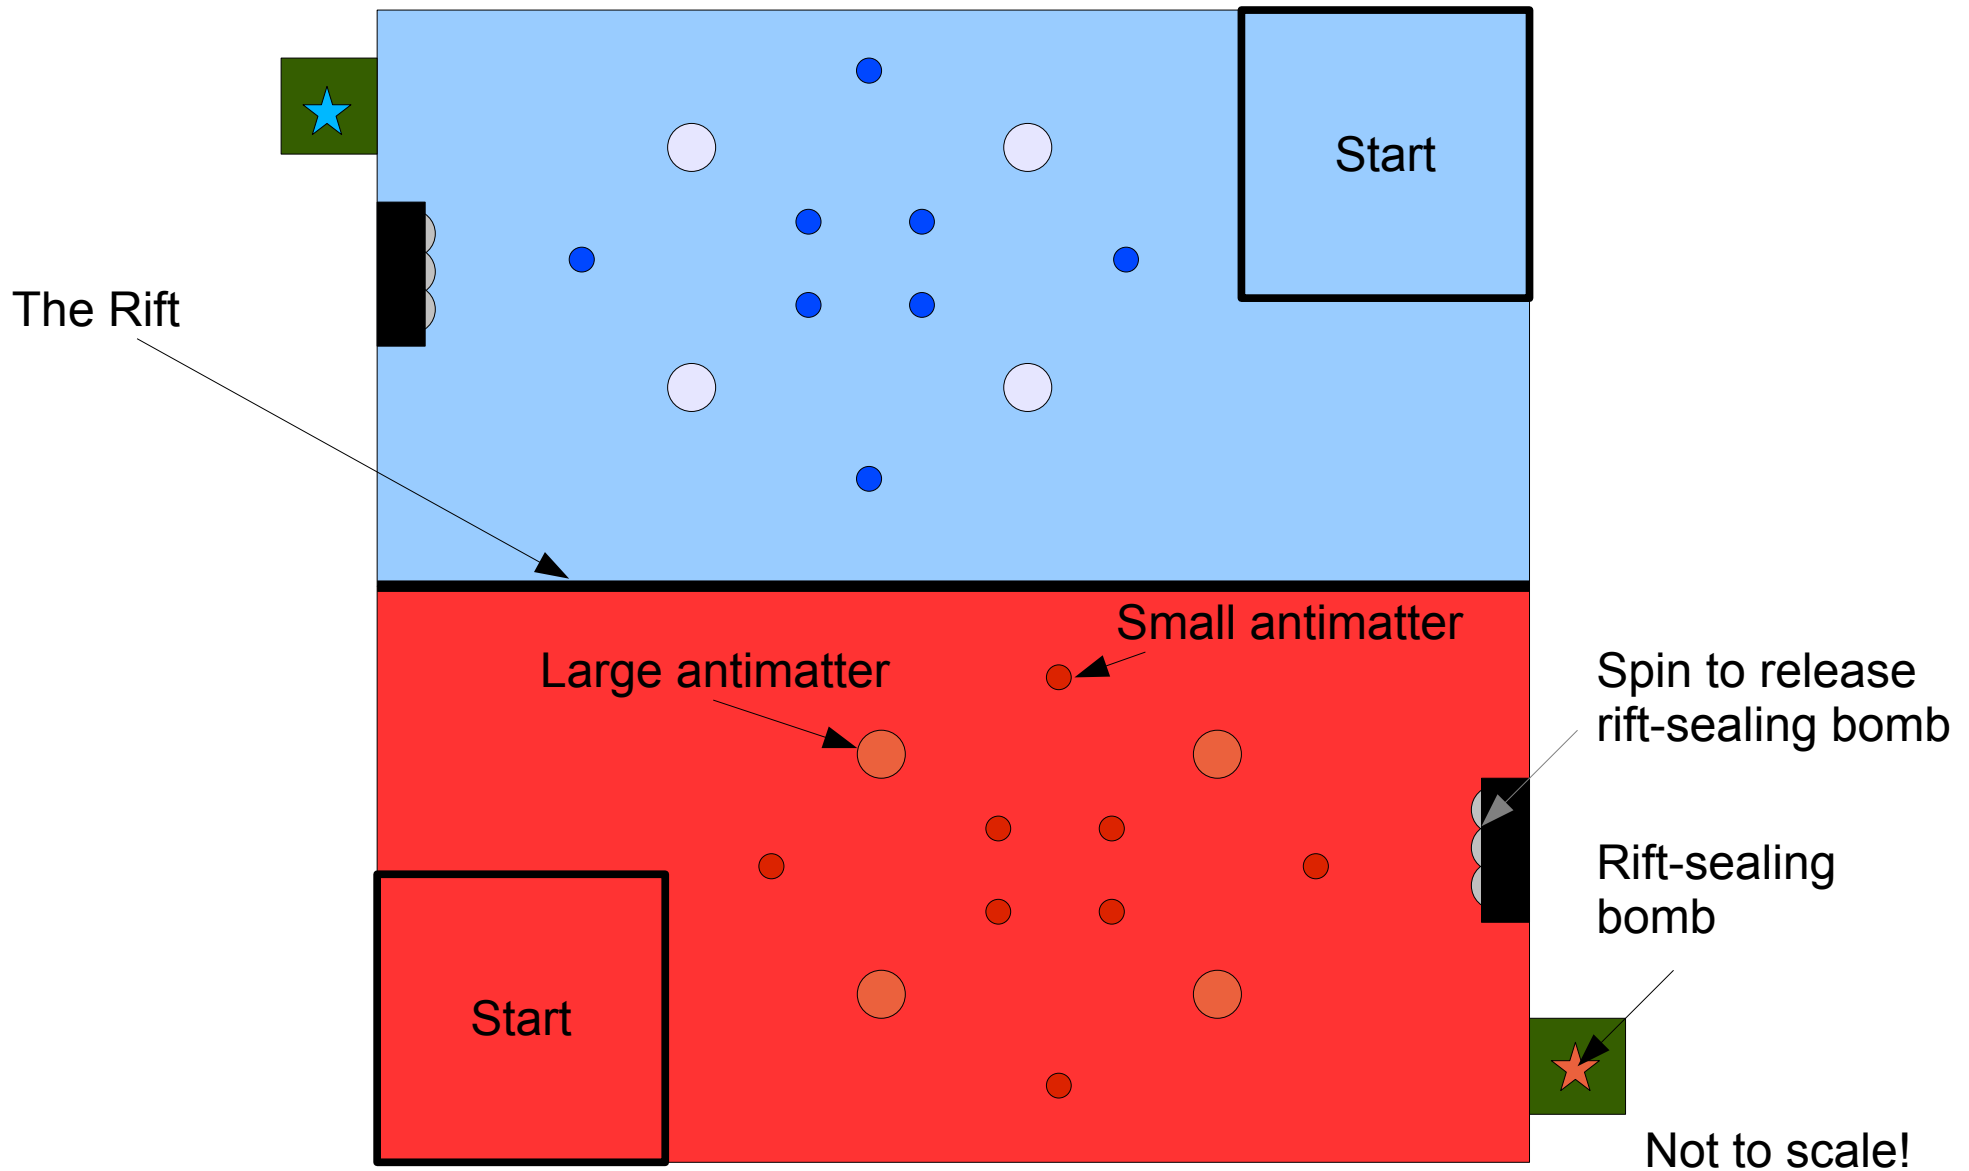 Start
The Rift
Small antimatter
Large antimatter
Spin to release
rift-sealing bomb
Rift-sealing
bomb
Start
Not to scale!